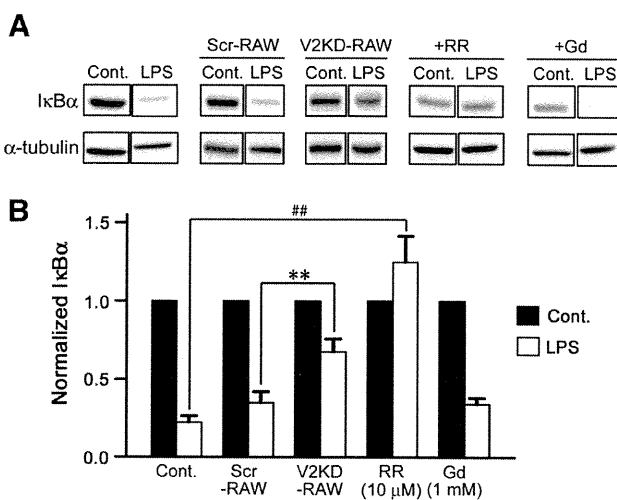 A
Scr-RAW V2KD-RAW +RR +Gd
Cont. LPS Cont. LPS Cont. LPS Cont. LPS Cont. LPS
IκBα
α-tubulin
B
Normalized IκBα
1.5
1.0
0.5
0.0
##
**
Cont.
LPS
Cont. Scr -RAW V2KD -RAW RR (10 μM) Gd (1 mM)